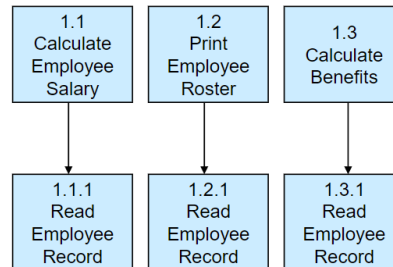 1.1
Calculate
Employee
Salary
1.2
Print
Employee
Roster
1.3
Calculate
Benefits
1.1.1
Read
Employee
Record
1.2.1
Read
Employee
Record
1.3.1
Read
Employee
Record